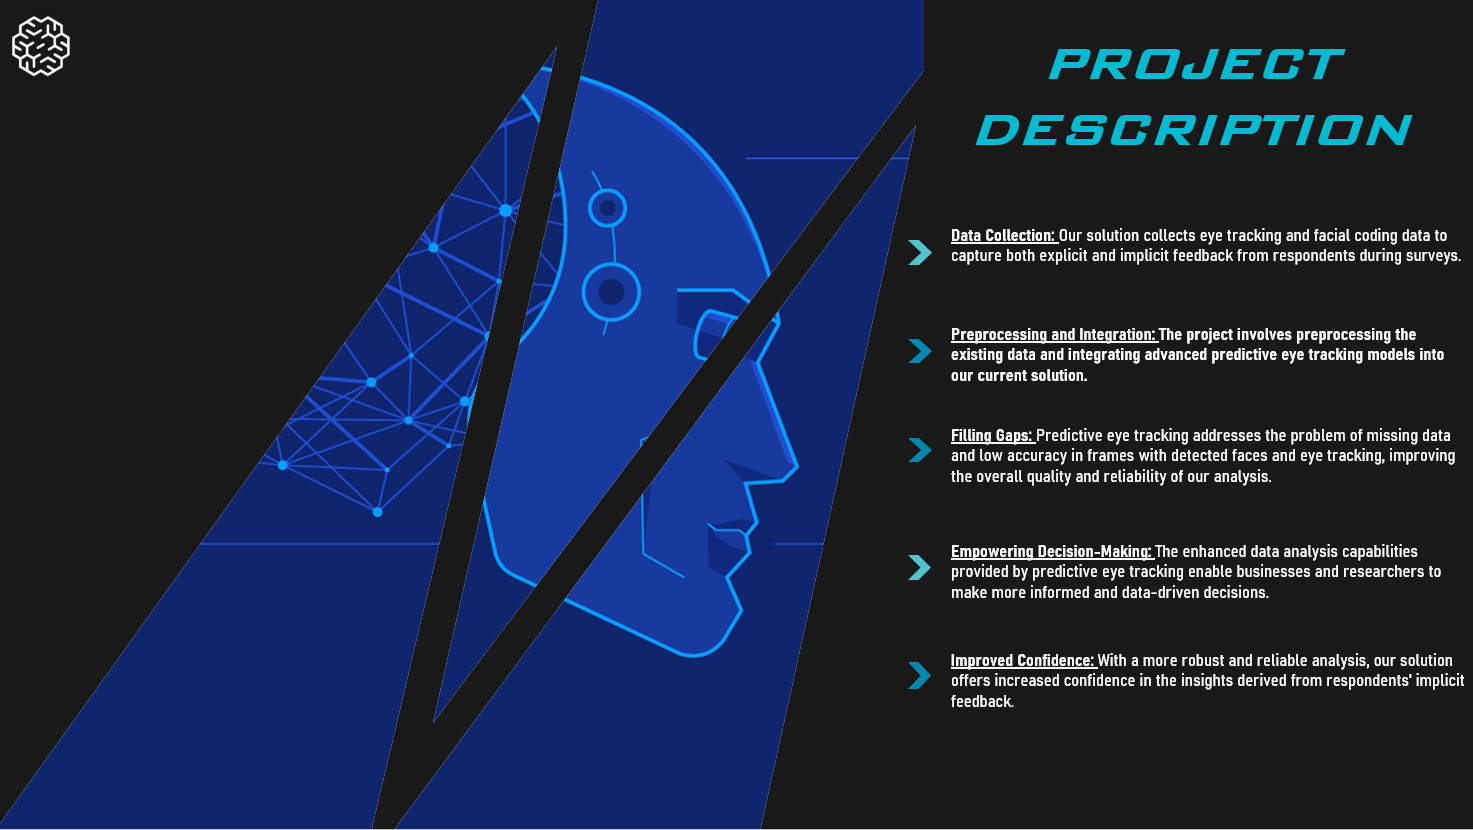 PROJECT
DESCRIPTION
Data Collection: Our solution collects eye tracking and facial coding data to
capture both explicit and implicit feedback from respondents during surveys.
Preprocessing and Integration: The project involves preprocessing the
existing data and integrating advanced predictive eye tracking models into
our current solution.
Filling Gaps: Predictive eye tracking addresses the problem of missing data
and low accuracy in frames with detected faces and eye tracking, improving
the overall quality and reliability of our analysis.
Empowering Decision-Making: The enhanced data analysis capabilities
provided by predictive eye tracking enable businesses and researchers to
make more informed and data-driven decisions.
Improved Confidence: With a more robust and reliable analysis, our solution
offers increased confidence in the insights derived from respondents' implicit
feedback.